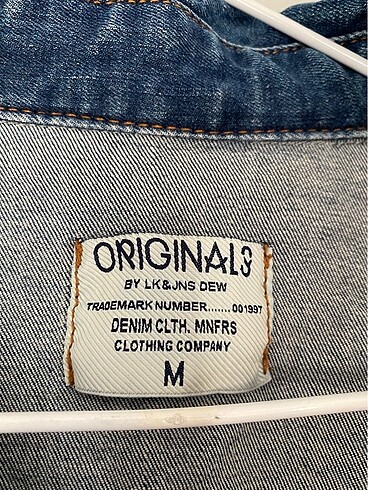 ORIGINALS
BY LK&JNS DEW
TRADEMARK NUMBER.......001997
DENIM CLTH. MNFRS
CLOTHING COMPANY
M